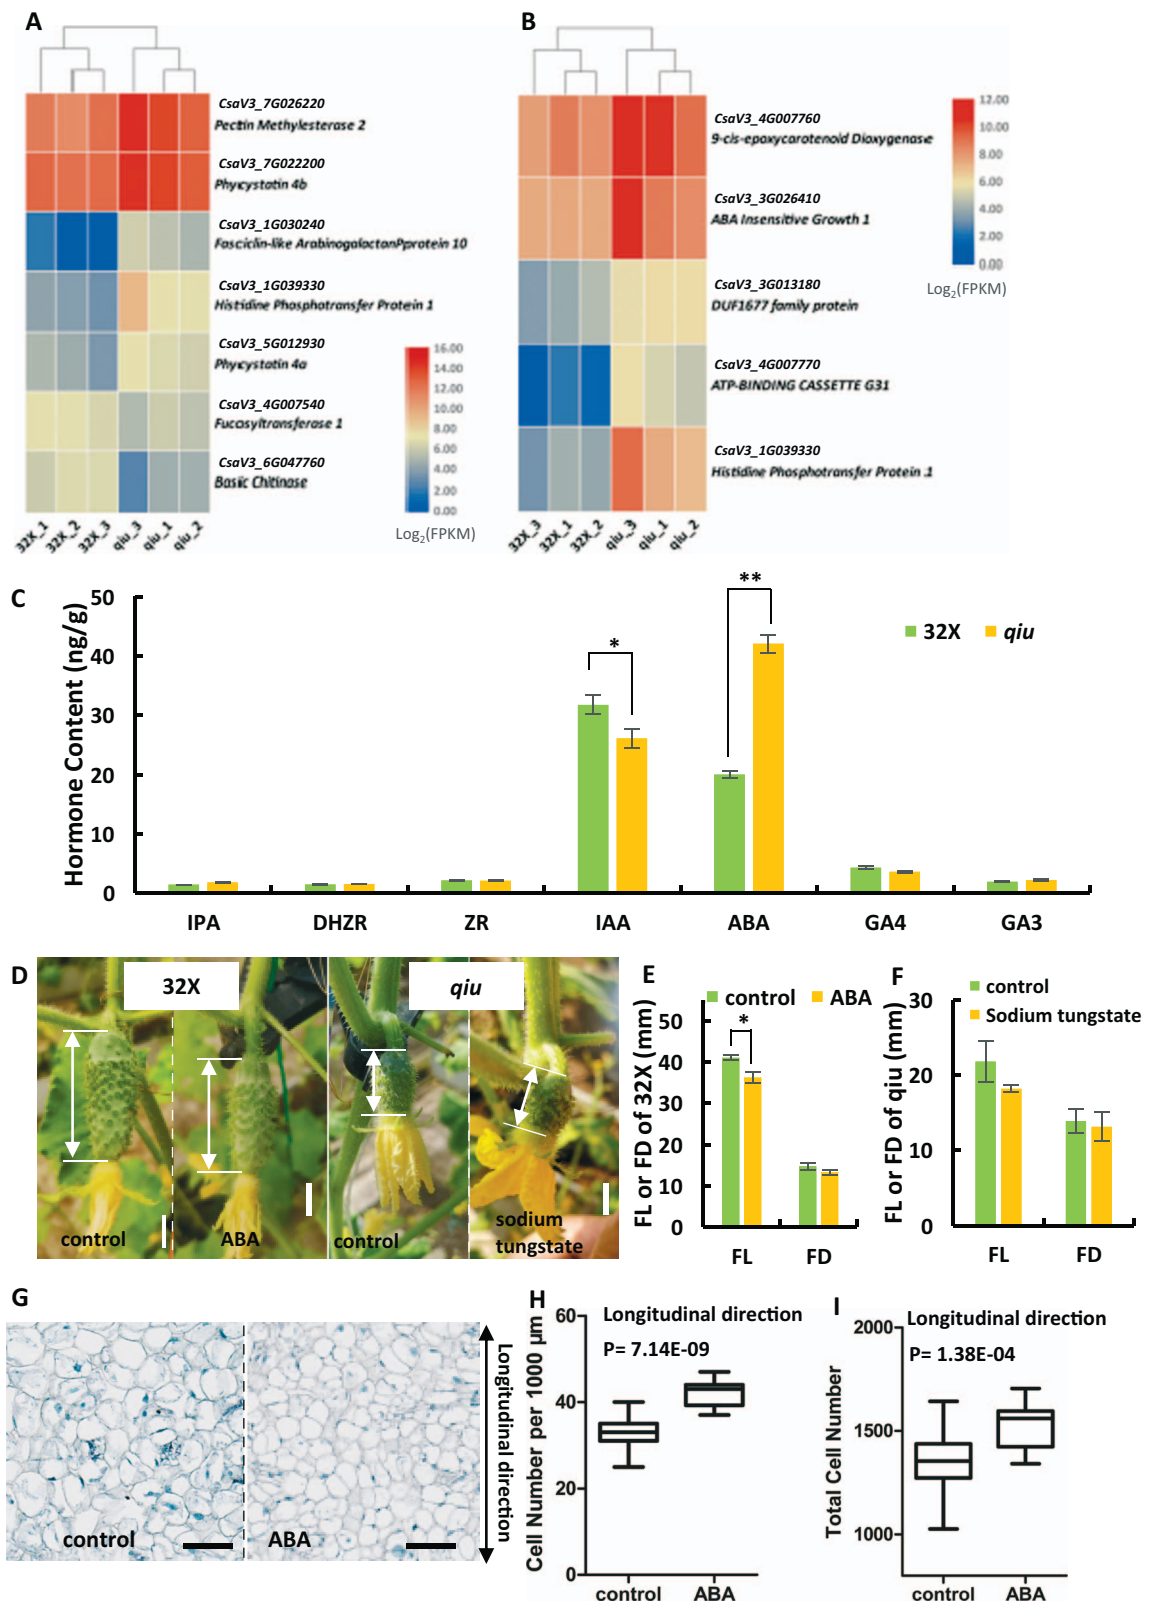 A
CsaV3_7G026220
Pectin Methylesterase 2
CsaV3_7G022200
Phycystatin 4b
CsaV3_1G030240
Fasciclin-like ArabinogalactanPprotein 10
CsaV3_1G039330
Histidine Phosphotransfer Protein 1
CsaV3_5G012930
Phycystatin 4a
CsaV3_4G007540
Fucosyltransferase 1
CsaV3_6G047760
Basic Chitinase
16.00
14.00
12.00
10.00
8.00
6.00
4.00
2.00
0.00
Log2(FPKM)
32X_1 32X_2 32X_3 qiu_3 qiu_1 qiu_2
B
CsaV3_4G007760
9-cis-epoxycarotenoid Dioxygenase
CsaV3_3G026410
ABA Insensitive Growth 1
CsaV3_3G013180
DUF1677 family protein
CsaV3_4G007770
ATP-BINDING CASSETTE G31
CsaV3_1G039330
Histidine Phosphotransfer Protein 1
12.00
10.00
8.00
6.00
4.00
2.00
0.00
Log2(FPKM)
32X_3 32X_1 32X_2 qiu_3 qiu_1 qiu_2
C
Hormone Content (ng/g)
50
40
30
20
10
0
*
**
32X qiu
IPA DHZR ZR IAA ABA GA4 GA3
D
32X
qiu
control
ABA
control
sodium
tungstate
E
control ABA
FL or FD of 32X (mm)
50
40
30
20
10
0
*
FL FD
F
control
Sodium tungstate
FL or FD of qiu (mm)
30
20
10
0
FL FD
G
control
ABA
Longitudinal direction
H
Longitudinal direction
P= 7.14E-09
Cell Number per 1000 μm
60
40
20
0
control ABA
I
Longitudinal direction
P= 1.38E-04
Total Cell Number
2000
1500
1000
control ABA